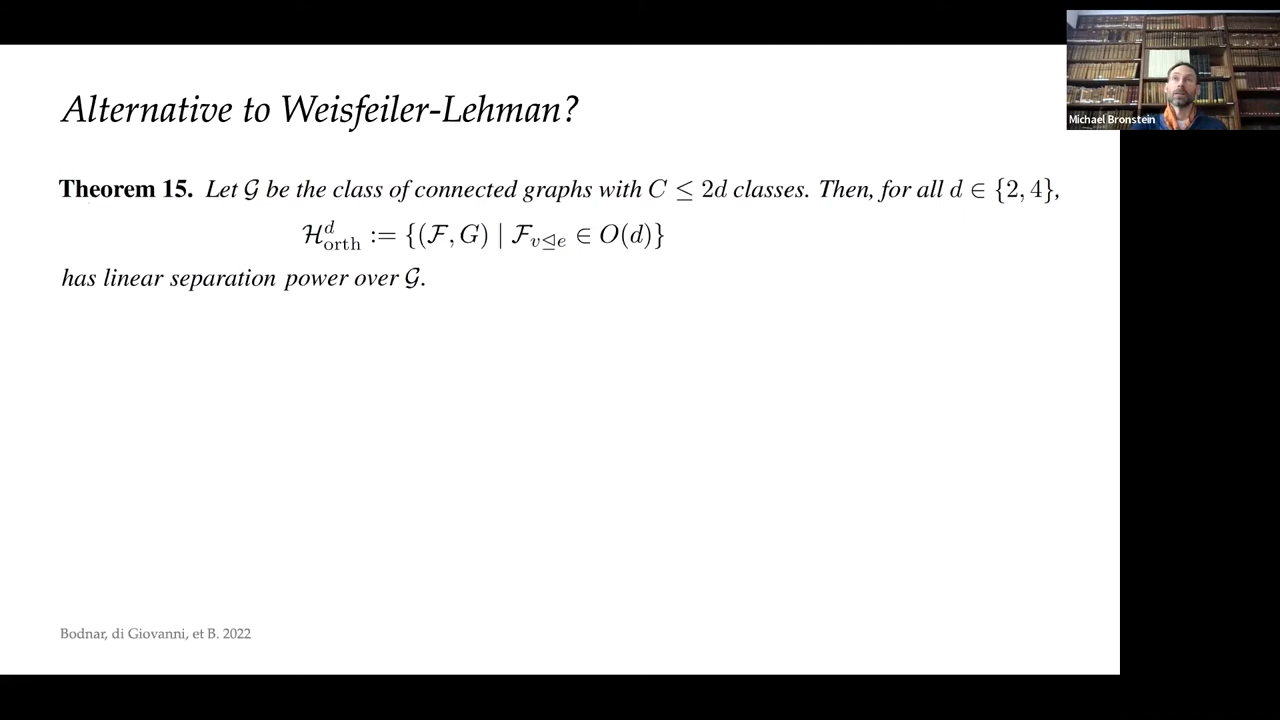 Alternative to Weisfeiler-Lehman?
Michael Bronstein
Theorem 15. Let 𝒢 be the class of connected graphs with C ≤ 2d classes. Then, for all d ∈ {2, 4},
ℋ^d_orth := {(ℱ, G) | ℱ_{v⊴e} ∈ O(d)}
has linear separation power over 𝒢.
Bodnar, di Giovanni, et B. 2022